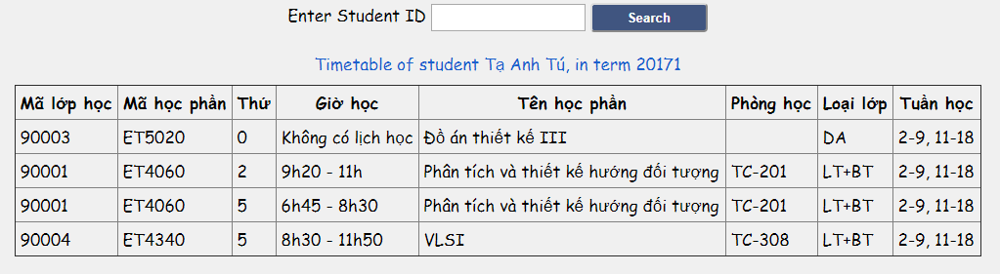 Enter Student ID Search
Timetable of student Tạ Anh Tú, in term 20171
Mã lớp học Mã học phần Thứ Giờ học Tên học phần Phòng học Loại lớp Tuần học
90003 ET5020 0 Không có lịch học Đồ án thiết kế III DA 2-9, 11-18
90001 ET4060 2 9h20 - 11h Phân tích và thiết kế hướng đối tượng TC-201 LT+BT 2-9, 11-18
90001 ET4060 5 6h45 - 8h30 Phân tích và thiết kế hướng đối tượng TC-201 LT+BT 2-9, 11-18
90004 ET4340 5 8h30 - 11h50 VLSI TC-308 LT+BT 2-9, 11-18